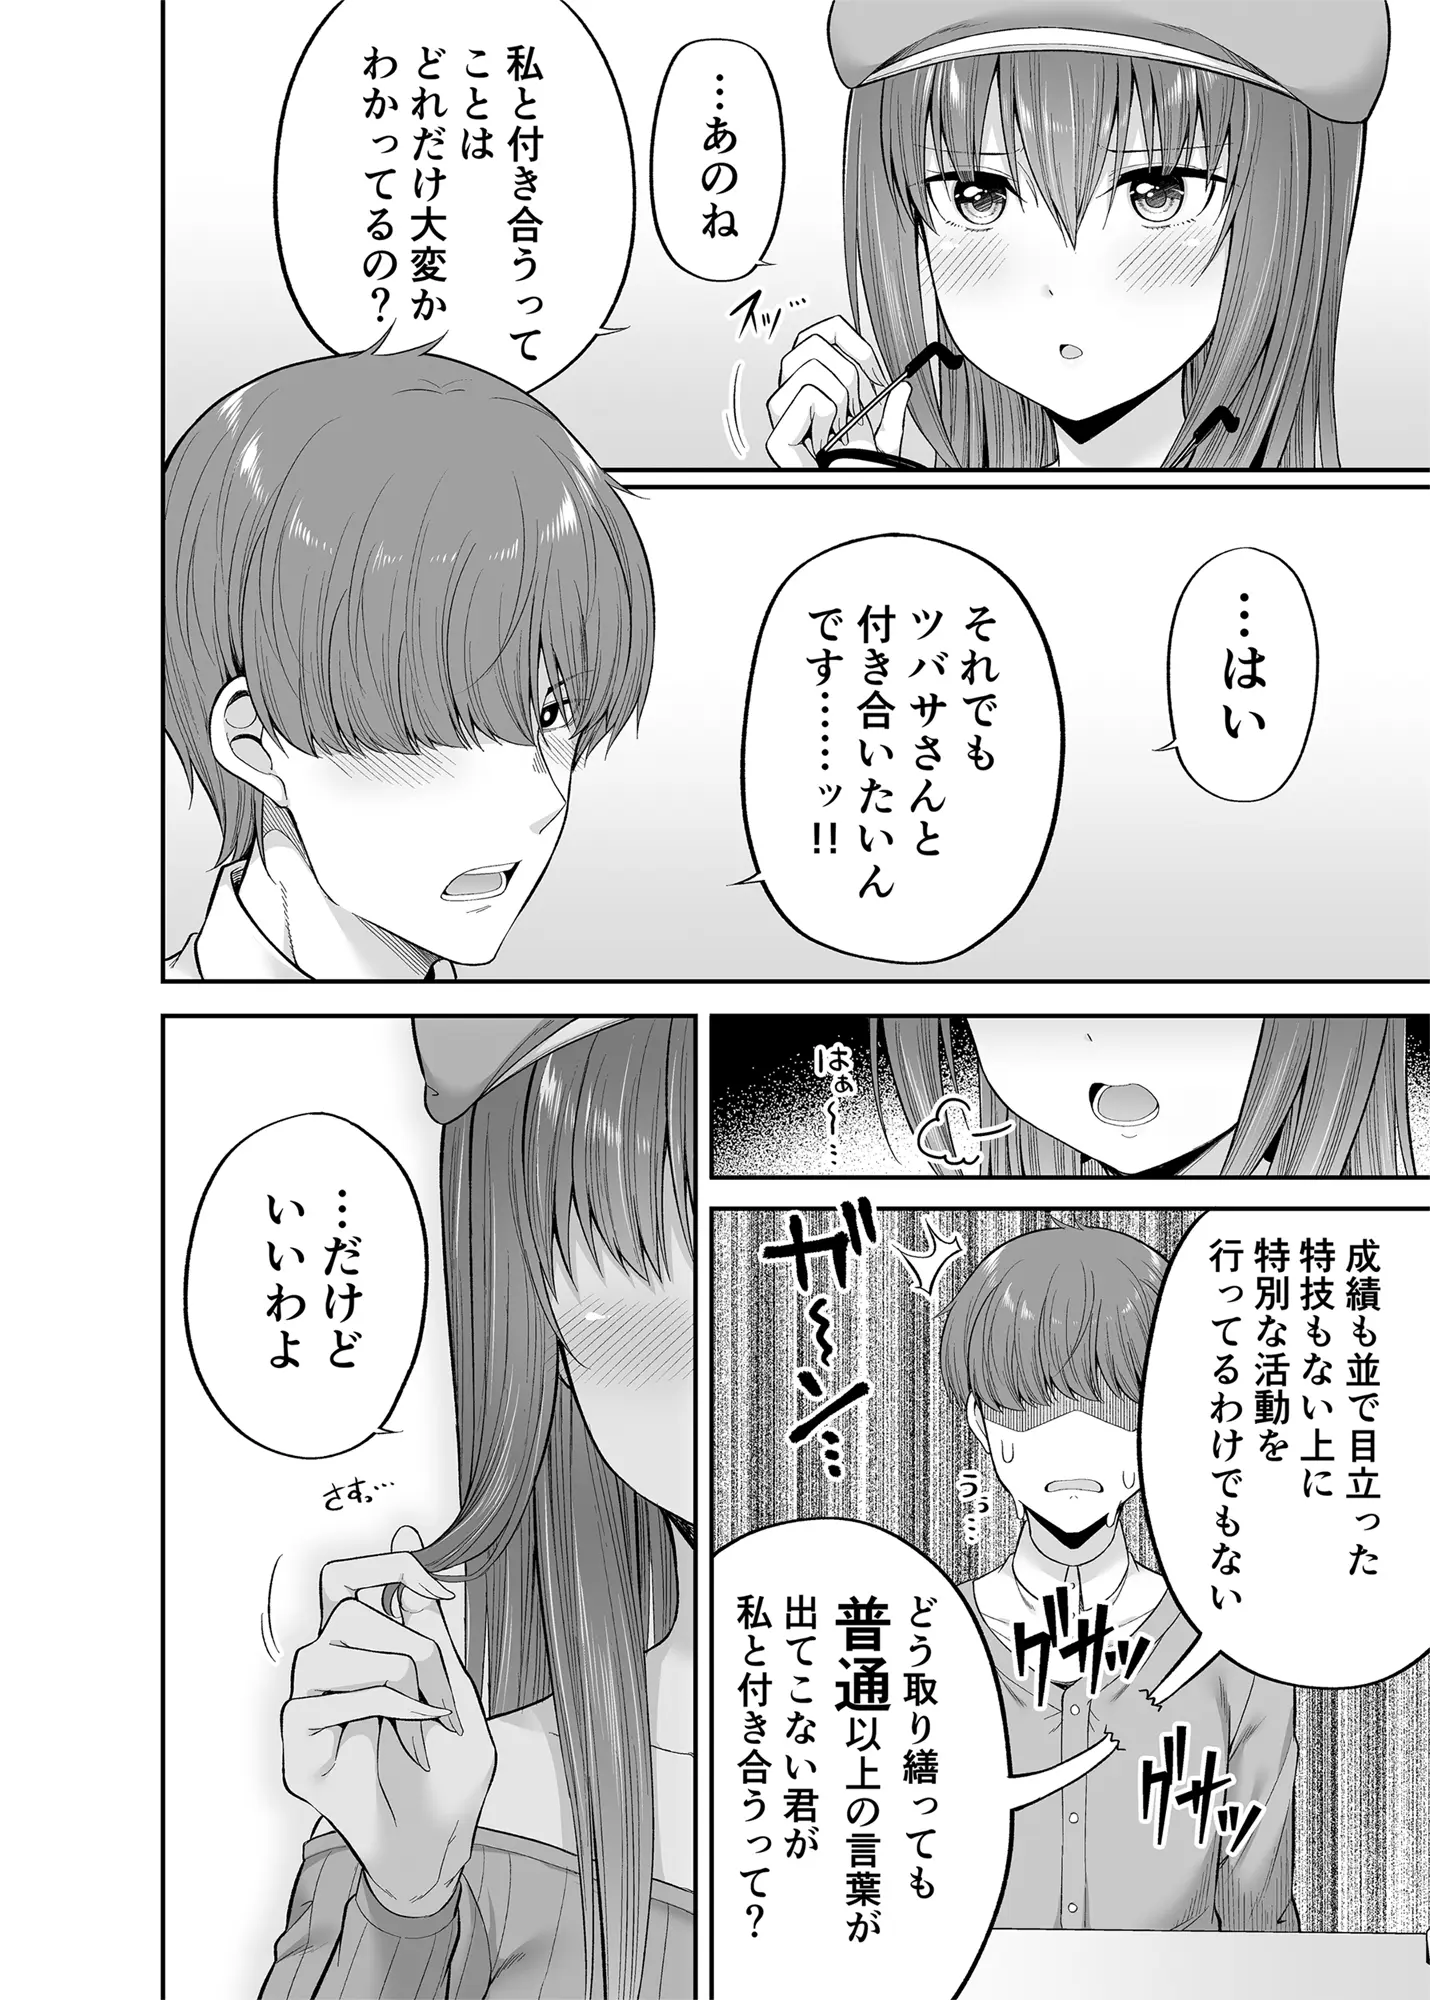 …あのね
スッ…
私と付き合うって
ことは
どれだけ大変か
わかってるの？
…はい
それでも
ツバサさんと
付き合いたいん
です……ッ!!
はぁ〜…
成績も並で目立った
特技もない上に
特別な活動を
行ってるわけでもない
ガ〜ン
うぅ…
グサッ
グサッ
どう取り繕っても
普通以上の言葉が
出てこない君が
私と付き合うって？
…だけど
いいわよ
さすっ…